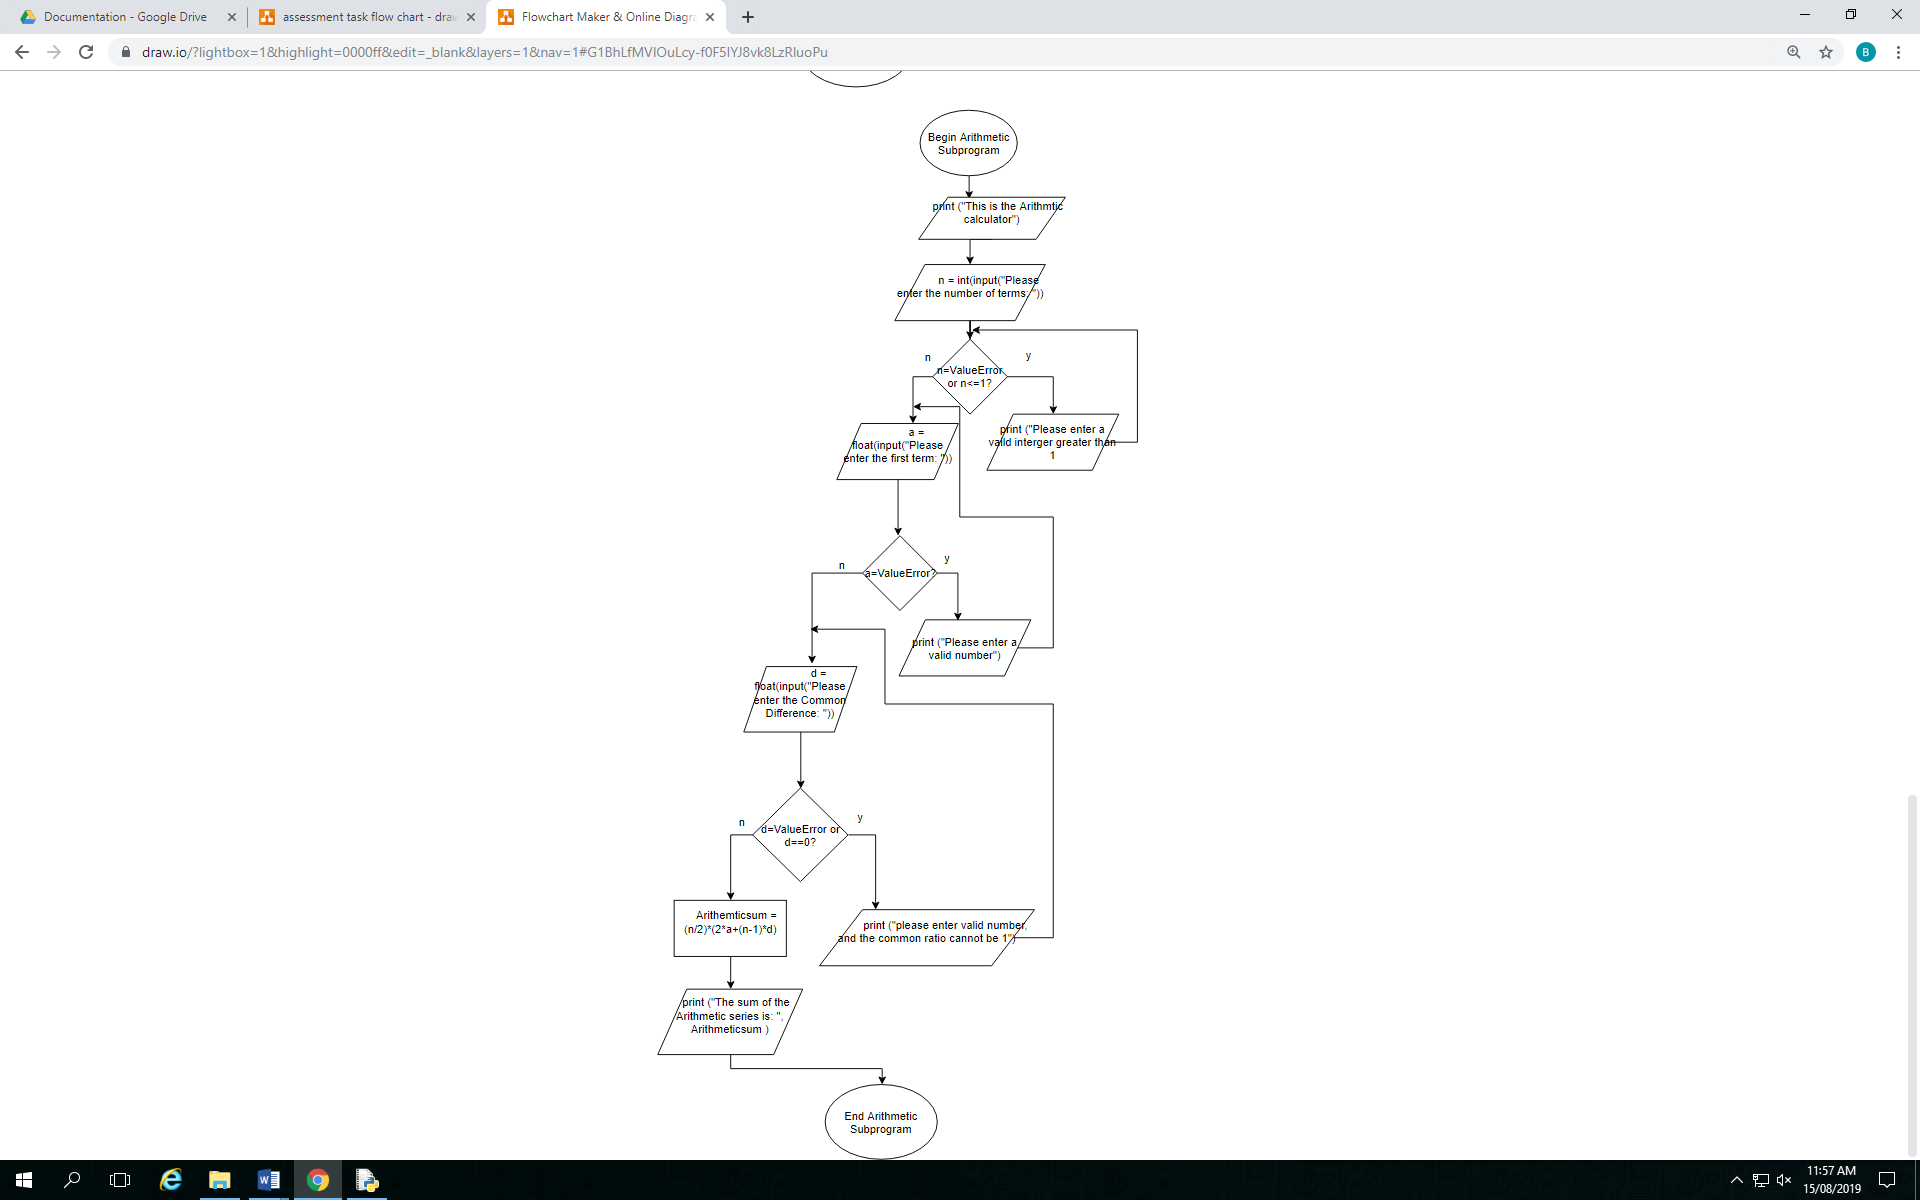 Documentation - Google Drive
assessment task flow chart - draw
Flowchart Maker & Online Diagra
draw.io/?lightbox=1&highlight=0000ff&edit=_blank&layers=1&nav=1#G1BhLfMVIOuLcy-f0F5IYJ8vk8LzRluoPu
B
Begin Arithmetic
Subprogram
print ("This is the Arithmtic
calculator")
n = int(input("Please
enter the number of terms: "))
n
y
n=ValueError
or n<=1?
a =
float(input("Please
enter the first term: "))
print ("Please enter a
valid interger greater than
1
n
y
a=ValueError?
print ("Please enter a
valid number")
d =
float(input("Please
enter the Common
Difference: "))
n
y
d=ValueError or
d==0?
Arithemticsum =
(n/2)*(2*a+(n-1)*d)
print ("please enter valid number,
and the common ratio cannot be 1")
print ("The sum of the
Arithmetic series is: ",
Arithmeticsum )
End Arithmetic
Subprogram
11:57 AM
15/08/2019